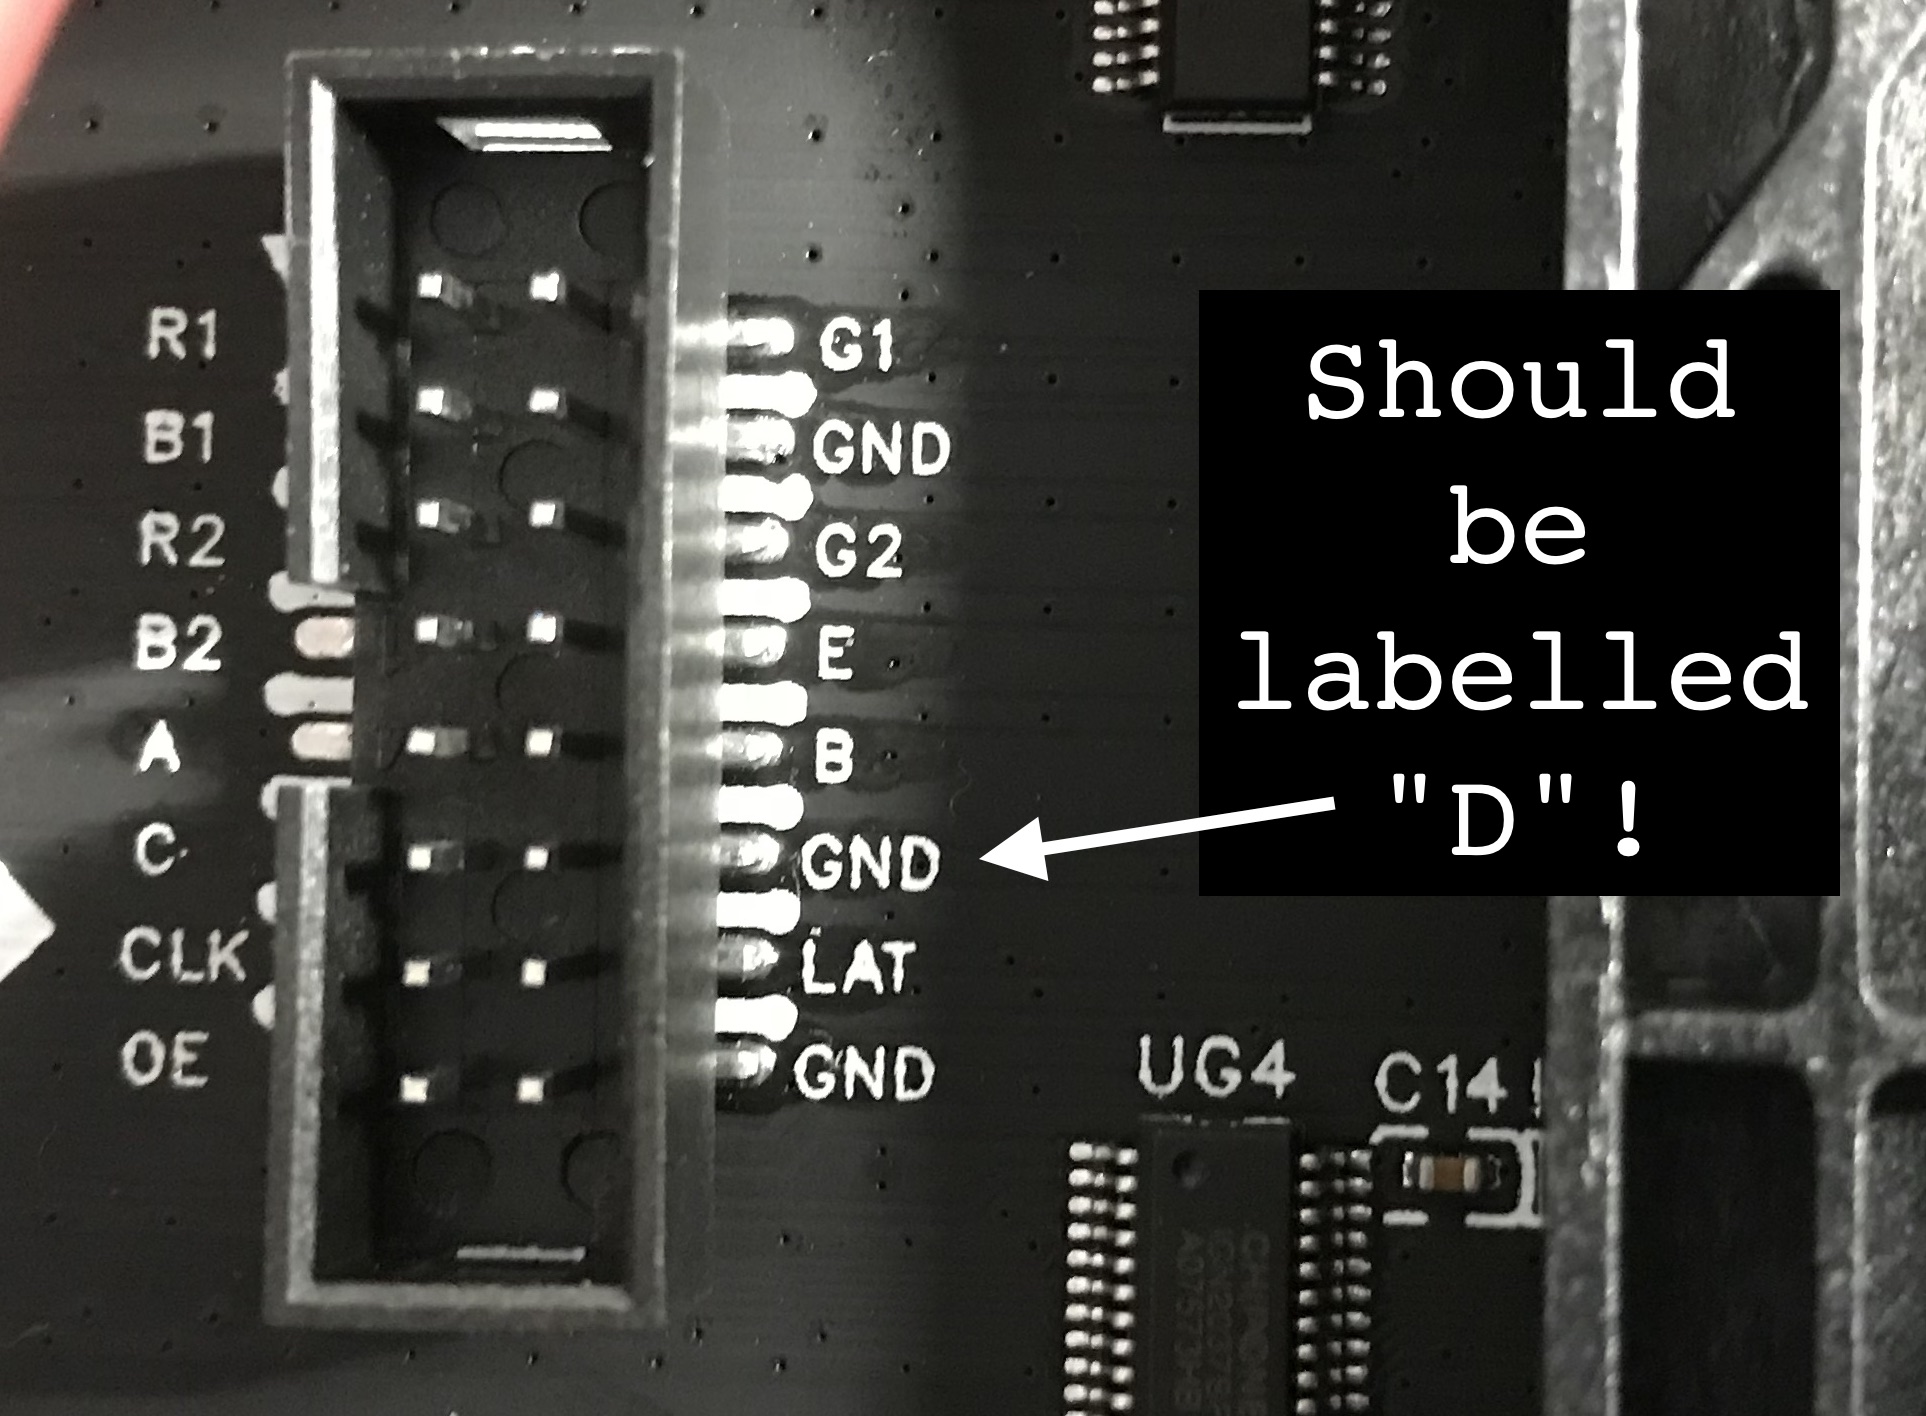 R1
B1
R2
B2
A
C
CLK
OE
G1
GND
G2
E
B
GND
LAT
GND
Should
be
labelled
"D"!
UG4
C14